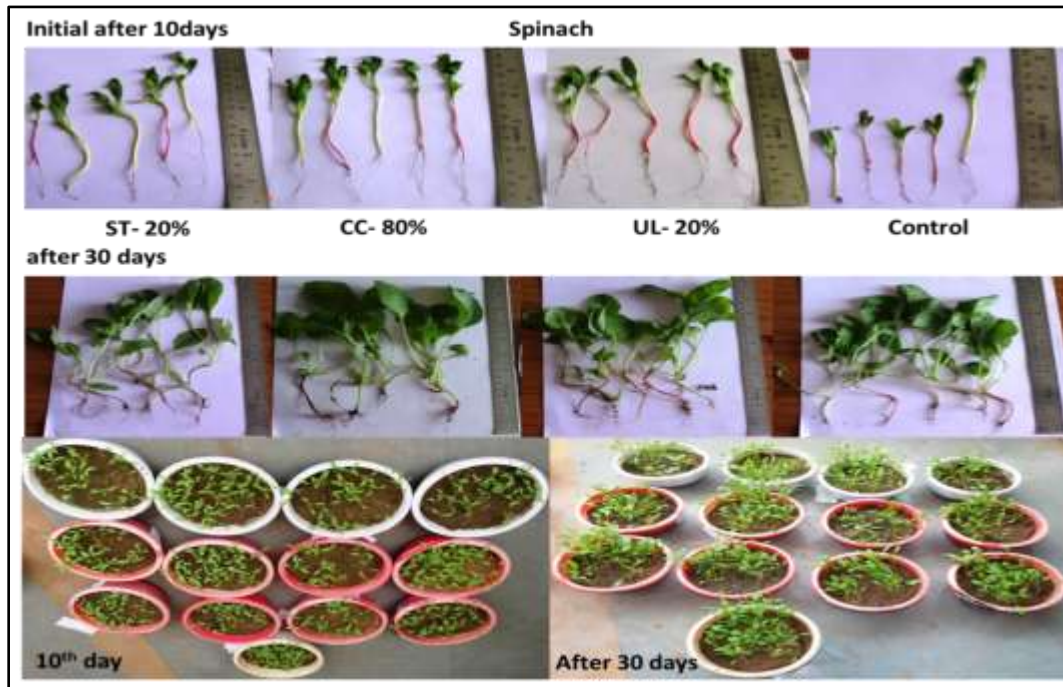 Initial after 10days
Spinach
ST- 20%
CC- 80%
UL- 20%
Control
after 30 days
10th day
After 30 days